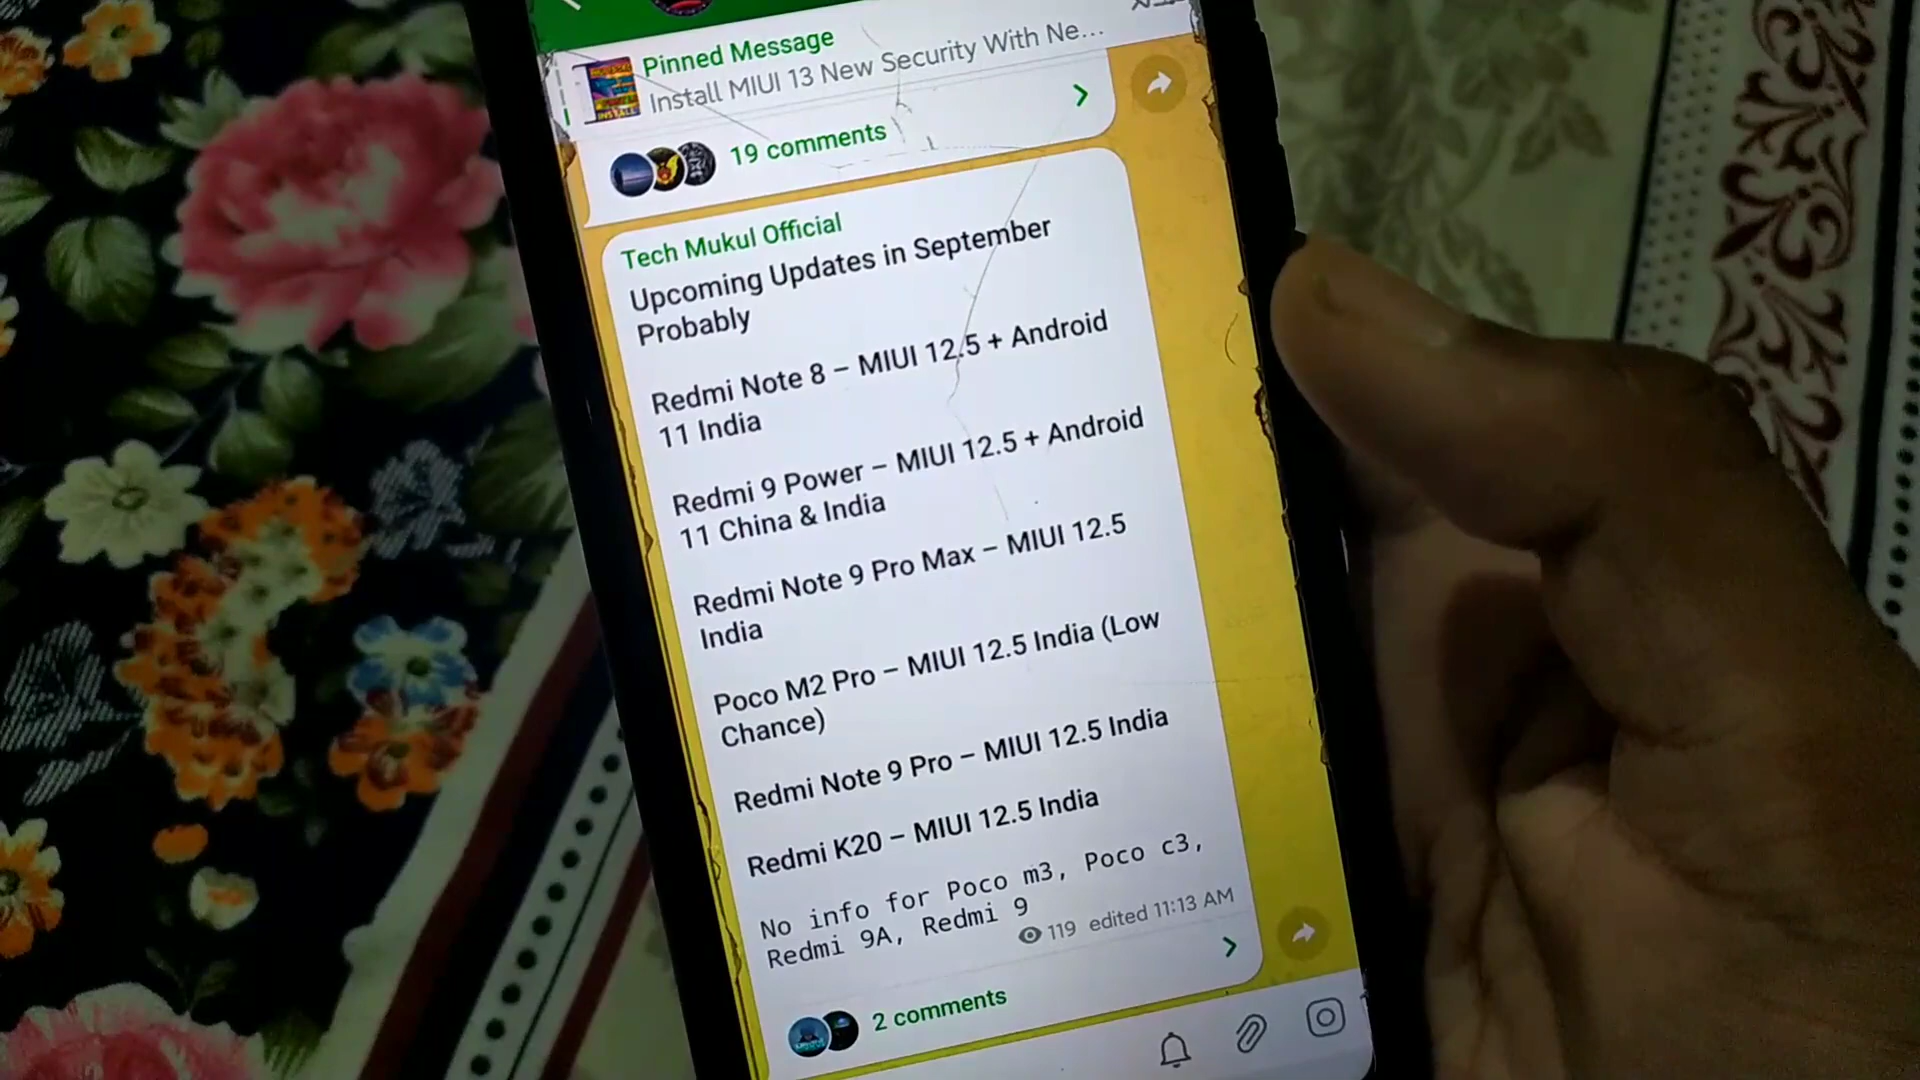 Pinned Message
Install MIUI 13 New Security With Ne...
19 comments
Tech Mukul Official
Upcoming Updates in September
Probably
Redmi Note 8 – MIUI 12.5 + Android
11 India
Redmi 9 Power – MIUI 12.5 + Android
11 China & India
Redmi Note 9 Pro Max – MIUI 12.5
India
Poco M2 Pro – MIUI 12.5 India (Low
Chance)
Redmi Note 9 Pro – MIUI 12.5 India
Redmi K20 – MIUI 12.5 India
No info for Poco m3, Poco c3,
Redmi 9A, Redmi 9
119 edited 11:13 AM
2 comments